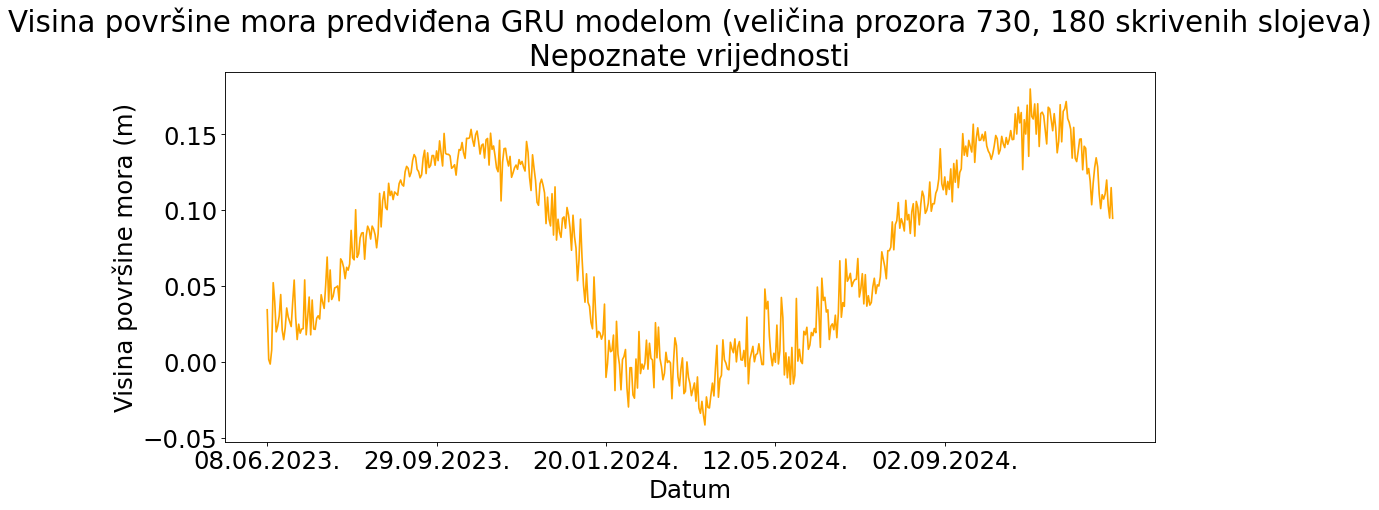 Visina površine mora predviđena GRU modelom (veličina prozora 730, 180 skrivenih slojeva)
Nepoznate vrijednosti
Visina površine mora (m)
0.15
0.10
0.05
0.00
−0.05
08.06.2023. 29.09.2023. 20.01.2024. 12.05.2024. 02.09.2024.
Datum